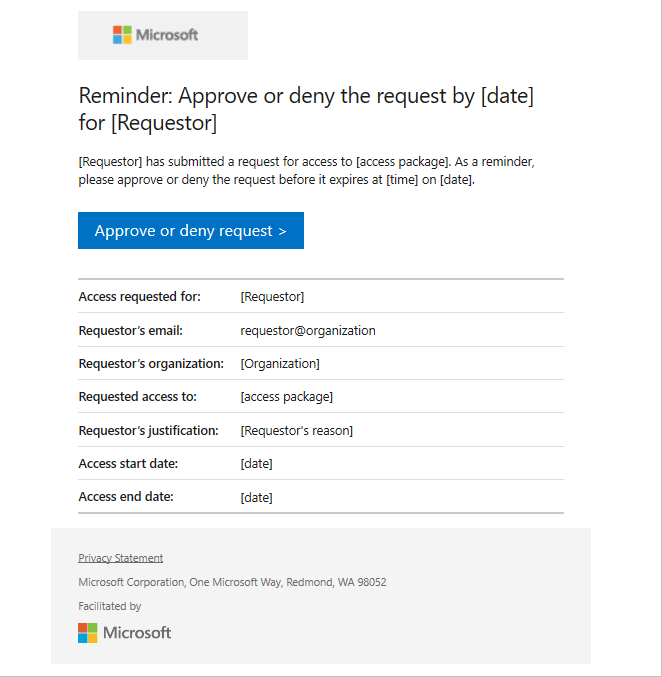 Microsoft
Reminder: Approve or deny the request by [date]
for [Requestor]
[Requestor] has submitted a request for access to [access package]. As a reminder,
please approve or deny the request before it expires at [time] on [date].
Approve or deny request >
Access requested for: [Requestor]
Requestor’s email: requestor@organization
Requestor’s organization: [Organization]
Requested access to: [access package]
Requestor’s justification: [Requestor's reason]
Access start date: [date]
Access end date: [date]
Privacy Statement
Microsoft Corporation, One Microsoft Way, Redmond, WA 98052
Facilitated by
Microsoft